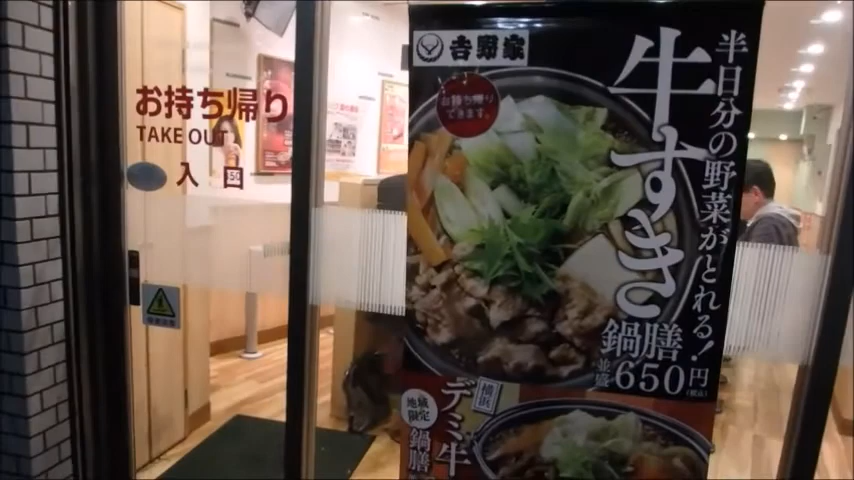 お持ち帰り
TAKE OUT
入口
吉野家
お持ち帰り
できます。
半日分の野菜がとれる!
牛すき
鍋膳
並盛
650円
(税込)
横浜
デミ牛
地域
限定
鍋膳